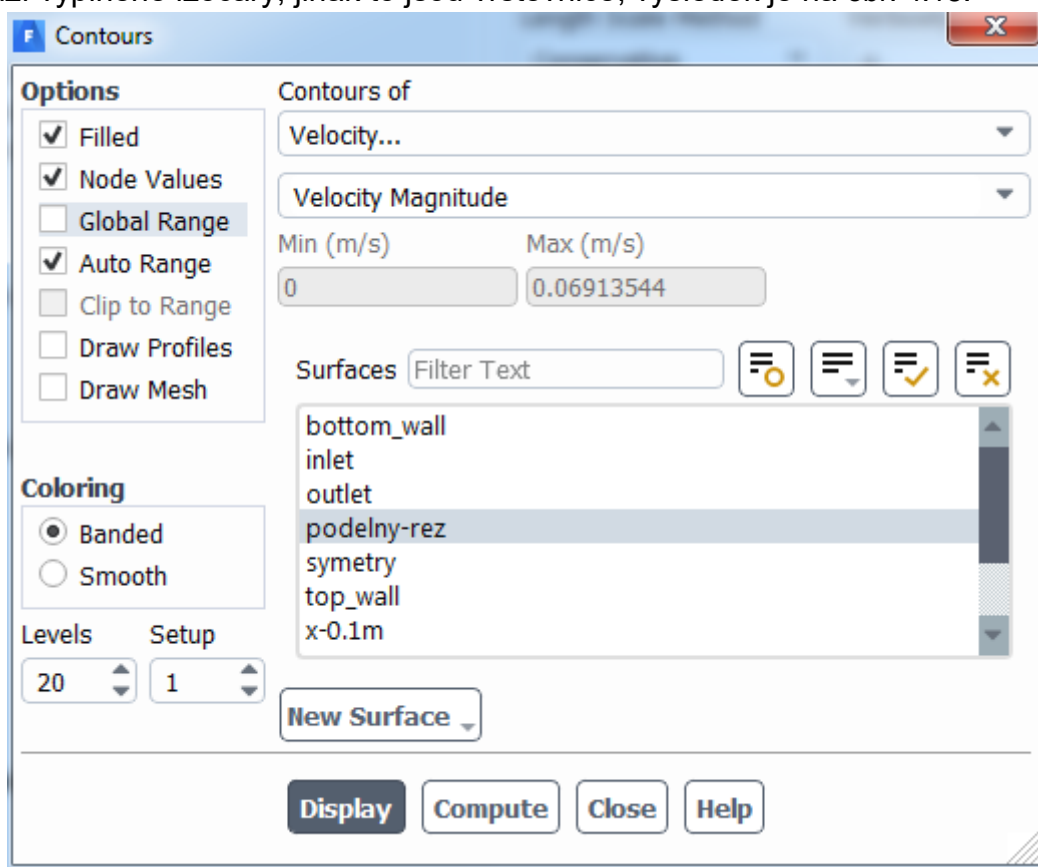 Contours
Options
Filled
Node Values
Global Range
Auto Range
Clip to Range
Draw Profiles
Draw Mesh
Coloring
Banded
Smooth
Levels Setup
20 1
Contours of
Velocity...
Velocity Magnitude
Min (m/s) Max (m/s)
0 0.06913544
Surfaces Filter Text
bottom_wall
inlet
outlet
podelny-rez
symetry
top_wall
x-0.1m
New Surface
Display Compute Close Help